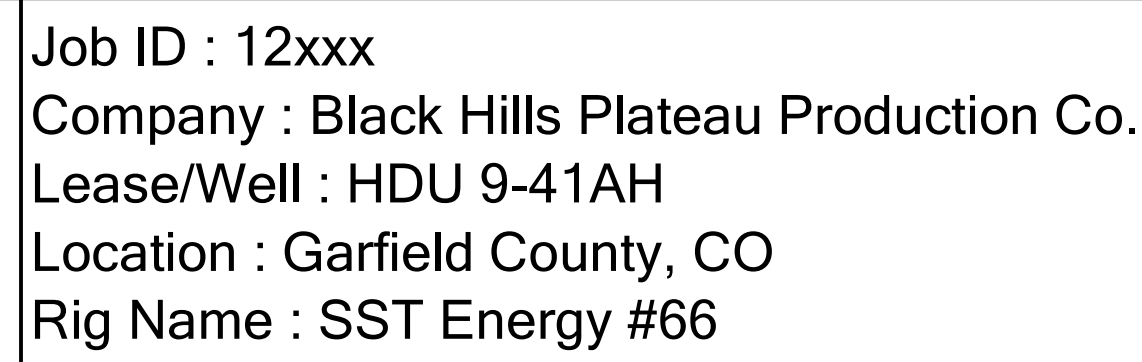 Job ID : 12xxx
Company : Black Hills Plateau Production Co.
Lease/Well : HDU 9-41AH
Location : Garfield County, CO
Rig Name : SST Energy #66